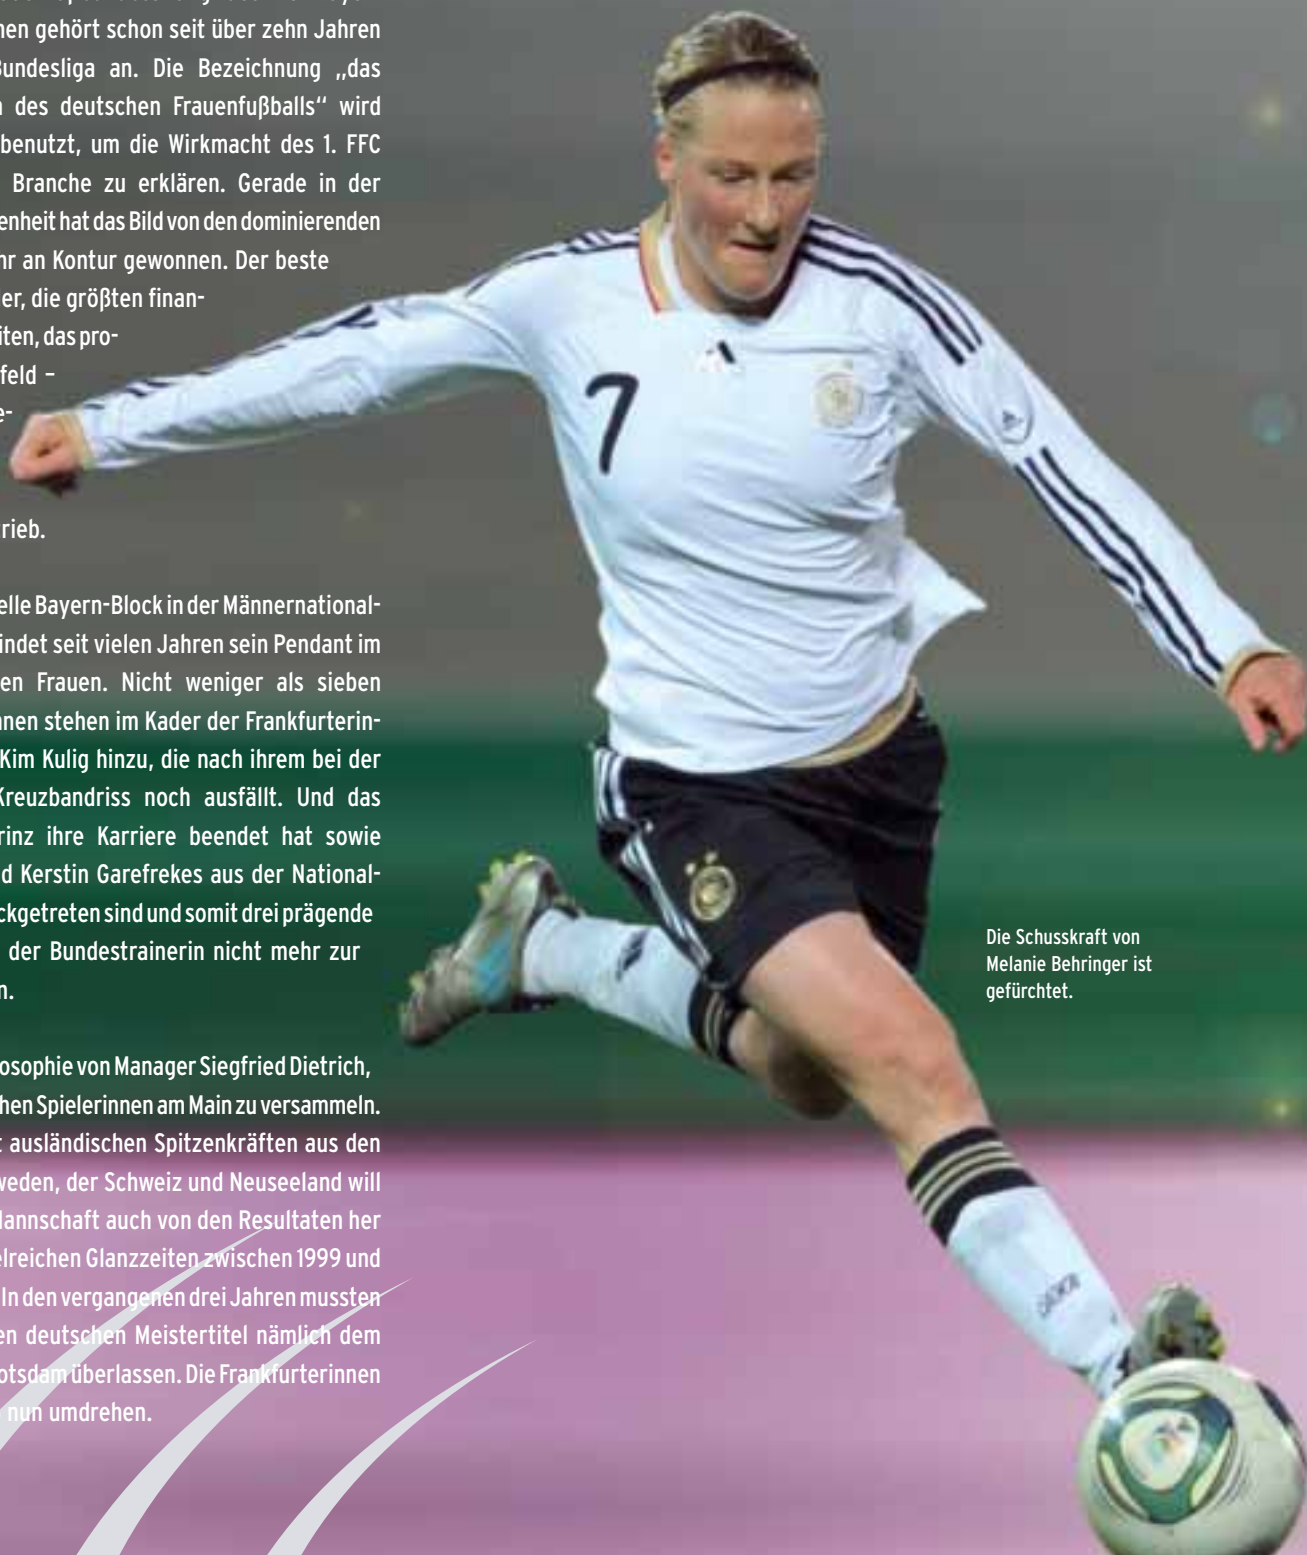 nen gehört schon seit über zehn Jahren
Bundesliga an. Die Bezeichnung „das
des deutschen Frauenfußballs“ wird
benutzt, um die Wirkmacht des 1. FFC
Branche zu erklären. Gerade in der
enheit hat das Bild von den dominierenden
hr an Kontur gewonnen. Der beste
ler, die größten finan-
iten, das pro-
feld –
e-
trieb.
elle Bayern-Block in der Männernational-
indet seit vielen Jahren sein Pendant im
en Frauen. Nicht weniger als sieben
nnen stehen im Kader der Frankfurterin-
Kim Kulig hinzu, die nach ihrem bei der
Kreuzbandriss noch ausfällt. Und das
rinz ihre Karriere beendet hat sowie
d Kerstin Garefrekes aus der National-
ckgetreten sind und somit drei prägende
der Bundestrainerin nicht mehr zur
n.
osophie von Manager Siegfried Dietrich,
hen Spielerinnen am Main zu versammeln.
t ausländischen Spitzenkräften aus den
weden, der Schweiz und Neuseeland will
Mannschaft auch von den Resultaten her
elreichen Glanzzeiten zwischen 1999 und
In den vergangenen drei Jahren mussten
en deutschen Meistertitel nämlich dem
otsdam überlassen. Die Frankfurterinnen
nun umdrehen.
7
Die Schusskraft von
Melanie Behringer ist
gefürchtet.